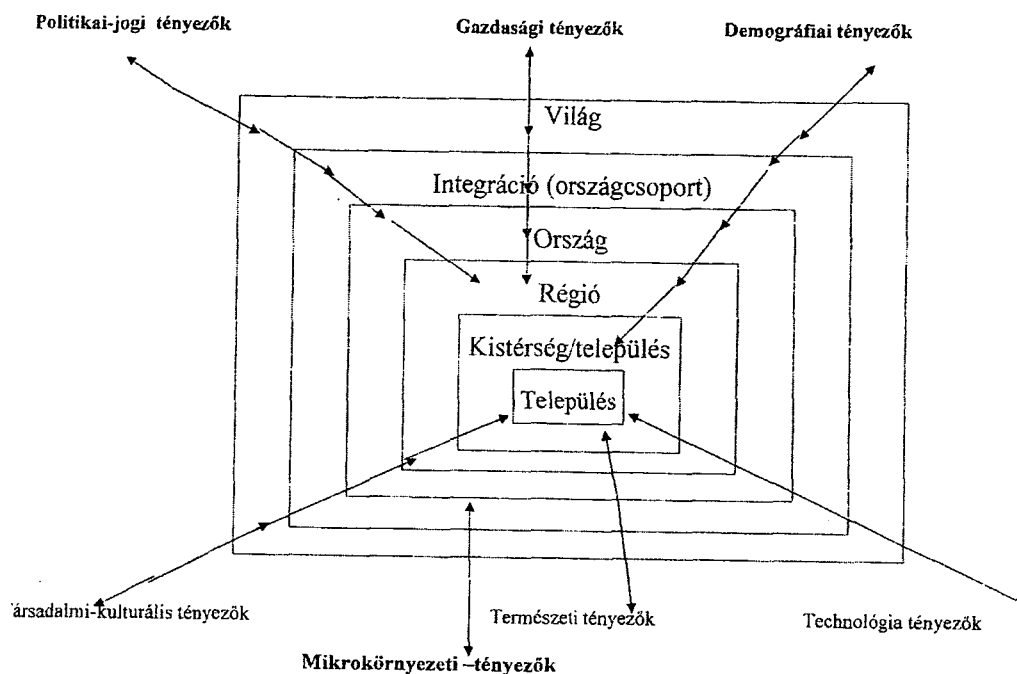 Politikai-jogi tényezők
Gazdasági tényezők
Demográfiai tényezők
Világ
Integráció (országcsoport)
Ország
Régió
Kistérség/település
Település
ársadalmi-kulturális tényezők
Természeti tényezők
Technológia tényezők
Mikrokörnyezeti –tényezők